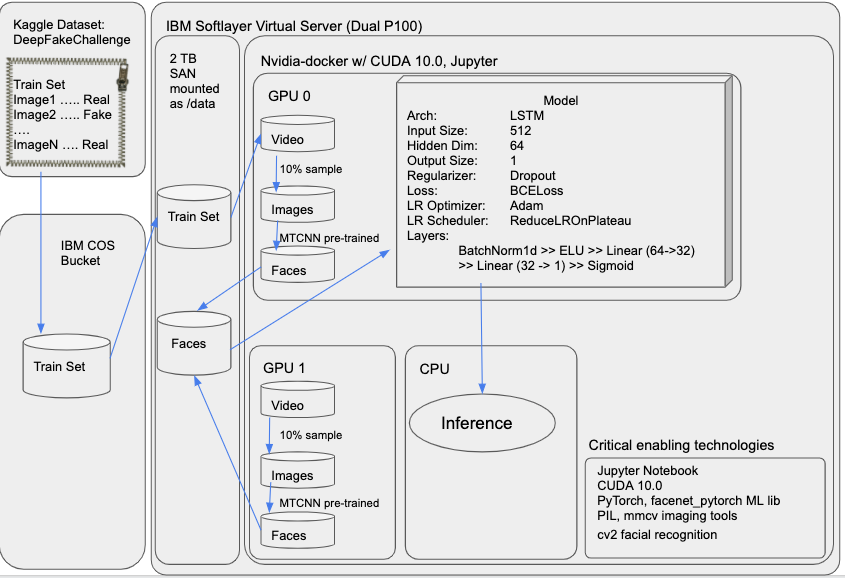 Kaggle Dataset:
DeepFakeChallenge
Train Set
Image1 ….. Real
Image2 ….. Fake
….
ImageN …. Real
IBM COS
Bucket
Train Set
IBM Softlayer Virtual Server (Dual P100)
2 TB
SAN
mounted
as /data
Train Set
Faces
Nvidia-docker w/ CUDA 10.0, Jupyter
GPU 0
Video
10% sample
Images
MTCNN pre-trained
Faces
Model
Arch: LSTM
Input Size: 512
Hidden Dim: 64
Output Size: 1
Regularizer: Dropout
Loss: BCELoss
LR Optimizer: Adam
LR Scheduler: ReduceLROnPlateau
Layers:
BatchNorm1d >> ELU >> Linear (64->32)
>> Linear (32 -> 1) >> Sigmoid
GPU 1
Video
10% sample
Images
MTCNN pre-trained
Faces
CPU
Inference
Critical enabling technologies
Jupyter Notebook
CUDA 10.0
PyTorch, facenet_pytorch ML lib
PIL, mmcv imaging tools
cv2 facial recognition